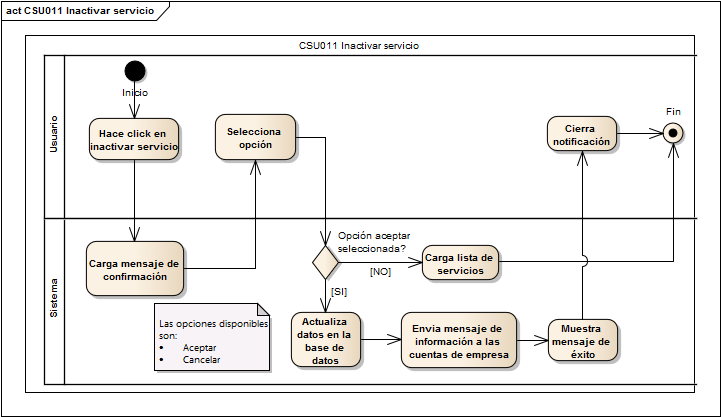 act CSU011 Inactivar servicio
CSU011 Inactivar servicio
Usuario
Inicio
Hace click en
inactivar servicio
Selecciona
opción
Cierra
notificación
Fin
Sistema
Carga mensaje de
confirmación
Opción aceptar
seleccionada?
[NO]
Carga lista de
servicios
[SI]
Las opciones disponibles
son:
• Aceptar
• Cancelar
Actualiza
datos en la
base de
datos
Envia mensaje de
información a las
cuentas de empresa
Muestra
mensaje de
éxito